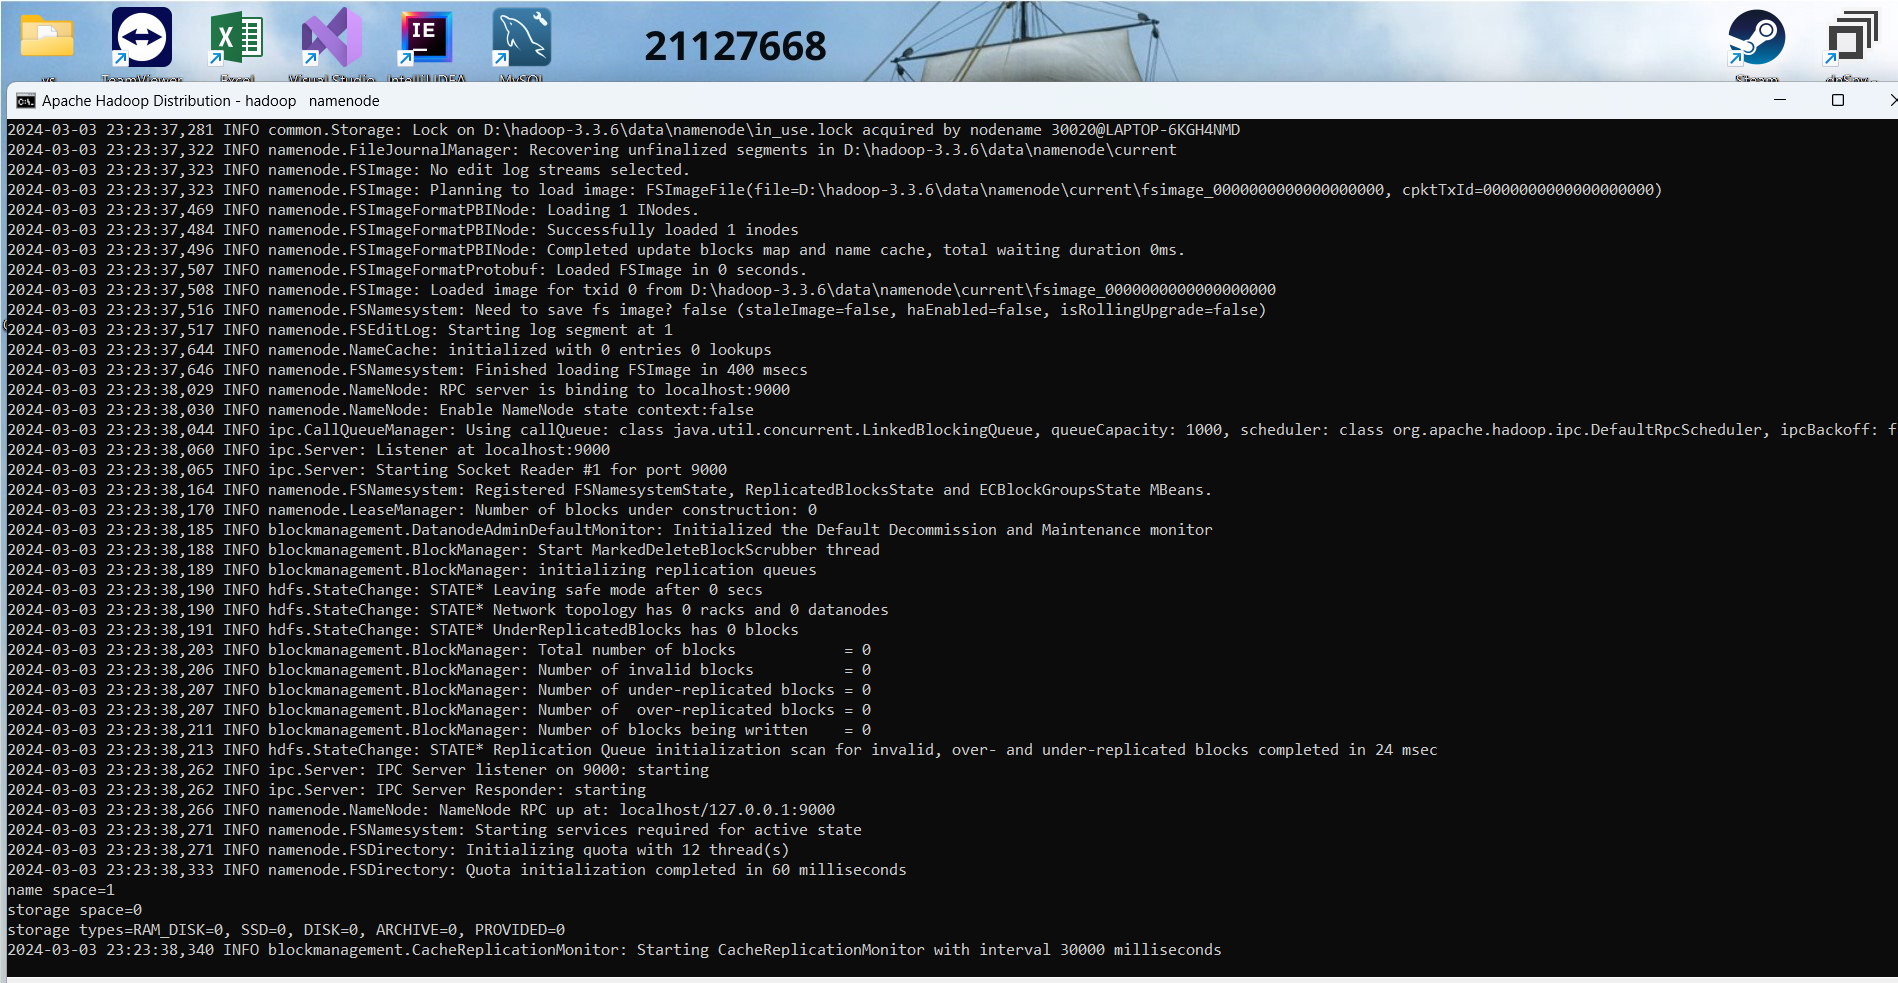 21127668
vs
TeamViewer
Excel
Visual Studio
IntelliJ IDEA
MySQL
Steam
dnSpy...
Apache Hadoop Distribution - hadoop   namenode
2024-03-03 23:23:37,281 INFO common.Storage: Lock on D:\hadoop-3.3.6\data\namenode\in_use.lock acquired by nodename 30020@LAPTOP-6KGH4NMD
2024-03-03 23:23:37,322 INFO namenode.FileJournalManager: Recovering unfinalized segments in D:\hadoop-3.3.6\data\namenode\current
2024-03-03 23:23:37,323 INFO namenode.FSImage: No edit log streams selected.
2024-03-03 23:23:37,323 INFO namenode.FSImage: Planning to load image: FSImageFile(file=D:\hadoop-3.3.6\data\namenode\current\fsimage_0000000000000000000, cpktTxId=0000000000000000000)
2024-03-03 23:23:37,469 INFO namenode.FSImageFormatPBINode: Loading 1 INodes.
2024-03-03 23:23:37,484 INFO namenode.FSImageFormatPBINode: Successfully loaded 1 inodes
2024-03-03 23:23:37,496 INFO namenode.FSImageFormatPBINode: Completed update blocks map and name cache, total waiting duration 0ms.
2024-03-03 23:23:37,507 INFO namenode.FSImageFormatProtobuf: Loaded FSImage in 0 seconds.
2024-03-03 23:23:37,508 INFO namenode.FSImage: Loaded image for txid 0 from D:\hadoop-3.3.6\data\namenode\current\fsimage_0000000000000000000
2024-03-03 23:23:37,516 INFO namenode.FSNamesystem: Need to save fs image? false (staleImage=false, haEnabled=false, isRollingUpgrade=false)
2024-03-03 23:23:37,517 INFO namenode.FSEditLog: Starting log segment at 1
2024-03-03 23:23:37,644 INFO namenode.NameCache: initialized with 0 entries 0 lookups
2024-03-03 23:23:37,646 INFO namenode.FSNamesystem: Finished loading FSImage in 400 msecs
2024-03-03 23:23:38,029 INFO namenode.NameNode: RPC server is binding to localhost:9000
2024-03-03 23:23:38,030 INFO namenode.NameNode: Enable NameNode state context:false
2024-03-03 23:23:38,044 INFO ipc.CallQueueManager: Using callQueue: class java.util.concurrent.LinkedBlockingQueue, queueCapacity: 1000, scheduler: class org.apache.hadoop.ipc.DefaultRpcScheduler, ipcBackoff: f
2024-03-03 23:23:38,060 INFO ipc.Server: Listener at localhost:9000
2024-03-03 23:23:38,065 INFO ipc.Server: Starting Socket Reader #1 for port 9000
2024-03-03 23:23:38,164 INFO namenode.FSNamesystem: Registered FSNamesystemState, ReplicatedBlocksState and ECBlockGroupsState MBeans.
2024-03-03 23:23:38,170 INFO namenode.LeaseManager: Number of blocks under construction: 0
2024-03-03 23:23:38,185 INFO blockmanagement.DatanodeAdminDefaultMonitor: Initialized the Default Decommission and Maintenance monitor
2024-03-03 23:23:38,188 INFO blockmanagement.BlockManager: Start MarkedDeleteBlockScrubber thread
2024-03-03 23:23:38,189 INFO blockmanagement.BlockManager: initializing replication queues
2024-03-03 23:23:38,190 INFO hdfs.StateChange: STATE* Leaving safe mode after 0 secs
2024-03-03 23:23:38,190 INFO hdfs.StateChange: STATE* Network topology has 0 racks and 0 datanodes
2024-03-03 23:23:38,191 INFO hdfs.StateChange: STATE* UnderReplicatedBlocks has 0 blocks
2024-03-03 23:23:38,203 INFO blockmanagement.BlockManager: Total number of blocks            = 0
2024-03-03 23:23:38,206 INFO blockmanagement.BlockManager: Number of invalid blocks          = 0
2024-03-03 23:23:38,207 INFO blockmanagement.BlockManager: Number of under-replicated blocks = 0
2024-03-03 23:23:38,207 INFO blockmanagement.BlockManager: Number of  over-replicated blocks = 0
2024-03-03 23:23:38,211 INFO blockmanagement.BlockManager: Number of blocks being written    = 0
2024-03-03 23:23:38,213 INFO hdfs.StateChange: STATE* Replication Queue initialization scan for invalid, over- and under-replicated blocks completed in 24 msec
2024-03-03 23:23:38,262 INFO ipc.Server: IPC Server listener on 9000: starting
2024-03-03 23:23:38,262 INFO ipc.Server: IPC Server Responder: starting
2024-03-03 23:23:38,266 INFO namenode.NameNode: NameNode RPC up at: localhost/127.0.0.1:9000
2024-03-03 23:23:38,271 INFO namenode.FSNamesystem: Starting services required for active state
2024-03-03 23:23:38,271 INFO namenode.FSDirectory: Initializing quota with 12 thread(s)
2024-03-03 23:23:38,333 INFO namenode.FSDirectory: Quota initialization completed in 60 milliseconds
name space=1
storage space=0
storage types=RAM_DISK=0, SSD=0, DISK=0, ARCHIVE=0, PROVIDED=0
2024-03-03 23:23:38,340 INFO blockmanagement.CacheReplicationMonitor: Starting CacheReplicationMonitor with interval 30000 milliseconds